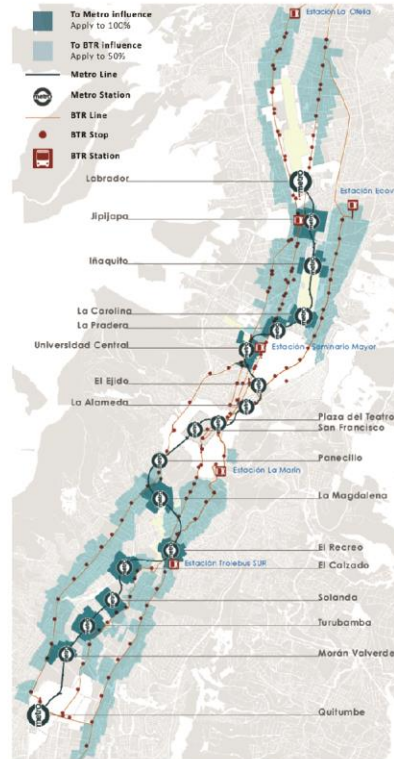 To Metro influence
Apply to 100%
To BTR influence
Apply to 50%
Metro Line
Metro Station
BTR Line
BTR Stop
BTR Station
Estación La Ofelia
Labrador
Estación Ecov
Jipijapa
Iñaquito
La Carolina
La Pradera
Universidad Central
Estación Seminario Mayor
El Ejido
La Alameda
Plaza del Teatro
San Francisco
Panecillo
Estación La Marín
La Magdalena
El Recreo
Estación Trolebus SUR
El Calzado
Solanda
Turubamba
Morán Valverde
Quitumbe